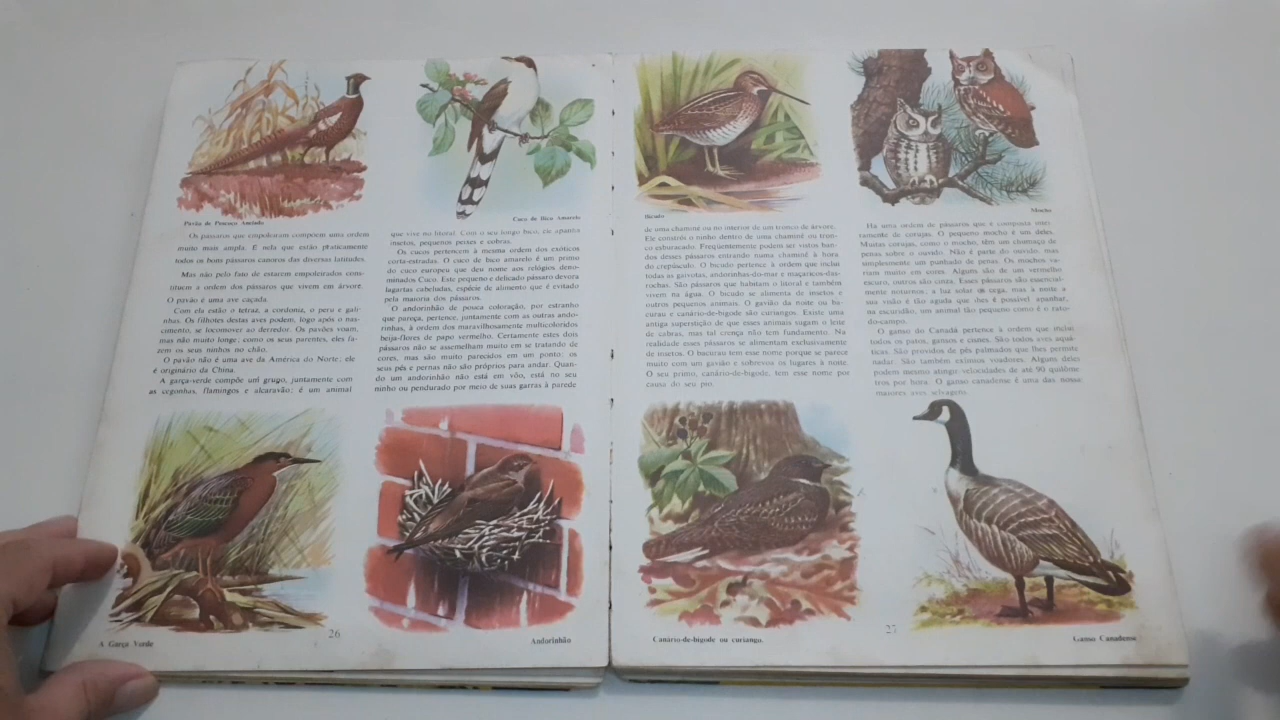 Pavão de Pescoço Anelado
Os pássaros que empoleiram compõem uma ordem
muito mais ampla. E nela que estão praticamente
todos os bons pássaros canoros das diversas latitudes.
Mas não pelo fato de estarem empoleirados cons-
tituem a ordem dos pássaros que vivem em árvore.
O pavão é uma ave caçada.
Com ela estão o tetraz, a cordorna, o peru e gali-
nhas. Os filhotes destas aves podem, logo após o nas-
cimento, se locomover ao derredor. Os pavões voam,
mas não muito longe; como os seus parentes, eles fa-
zem os seus ninhos no chão.
O pavão não é uma ave da América do Norte; ele
é originário da China.
A garça-verde compõe um grugo, juntamente com
as cegonhas, flamingos e alcaravão; é um animal
A Garça Verde
Cuco de Bico Amarelo
que vive no litoral. Com o seu longo bico, ele apanha
insetos, pequenos peixes e cobras.
Os cucos pertencem à mesma ordem dos exóticos
corta-estradas. O cuco de bico amarelo é um primo
do cuco europeu que deu nome aos relógios deno-
minados Cuco. Este pequeno e delicado pássaro devora
lagartas cabeludas, espécie de alimento que é evitado
pela maioria dos pássaros.
O andorinhão de pouca coloração, por estranho
que pareça, pertence, juntamente com as outras ando-
rinhas, à ordem dos maravilhosamente multicoloridos
beija-flores de papo vermelho. Certamente estes dois
pássaros não se assemelham muito em se tratando de
cores, mas são muito parecidos em um ponto; os
seus pés e pernas não são próprios para andar. Quan-
do um andorinhão não está em vôo, está no seu
ninho ou pendurado por meio de suas garras à parede
26
Andorinhão
Bicudo
de uma chaminé ou no interior de um tronco de árvore.
Ele constrói o ninho dentro de uma chaminé ou tron-
co esburacado. Freqüentemente podem ser vistos ban-
dos desses pássaros entrando numa chaminé à hora
do crepúsculo. O bicudo pertence à ordem que inclui
todas as gaivotas, andorinhas-do-mar e maçaricos-das-
rochas. São pássaros que habitam o litoral e também
vivem na água. O bicudo se alimenta de insetos e
outros pequenos animais. O gavião da noite ou ba-
curau e canário-de-bigode são curiangos. Existe uma
antiga superstição de que esses animais sugam o leite
de cabras, mas tal crença não tem fundamento. Na
realidade esses pássaros se alimentam exclusivamente
de insetos. O bacurau tem esse nome porque se parece
muito com um gavião e sobrevoa os lugares à noite.
O seu primo, canário-de-bigode, tem esse nome por
causa do seu pio.
Canário-de-bigode ou curiango.
Mocho
Há uma ordem de pássaros que é composta intei-
ramente de corujas. O pequeno mocho é um deles.
Muitas corujas, como o mocho, têm um chumaço de
penas sobre o ouvido. Não é parte do ouvido, mas
simplesmente um punhado de penas. Os mochos va-
riam muito em cores. Alguns são de um vermelho
escuro, outros são cinza. Esses pássaros são essencial-
mente noturnos, a luz solar os cega, mas à noite a
sua visão é tão aguda que lhes é possível apanhar,
na escuridão, um animal tão pequeno como é o rato-
do-campo.
O ganso do Canadá pertence à ordem que inclui
todos os patos, gansos e cisnes. São todos aves aquá-
ticas. São providos de pés palmados que lhes permite
nadar. São também exímios voadores. Alguns deles
podem mesmo atingir velocidades de até 90 quilôme
tros por hora. O ganso canadense é uma das nossas
maiores aves selvagens.
27
Ganso Canadense